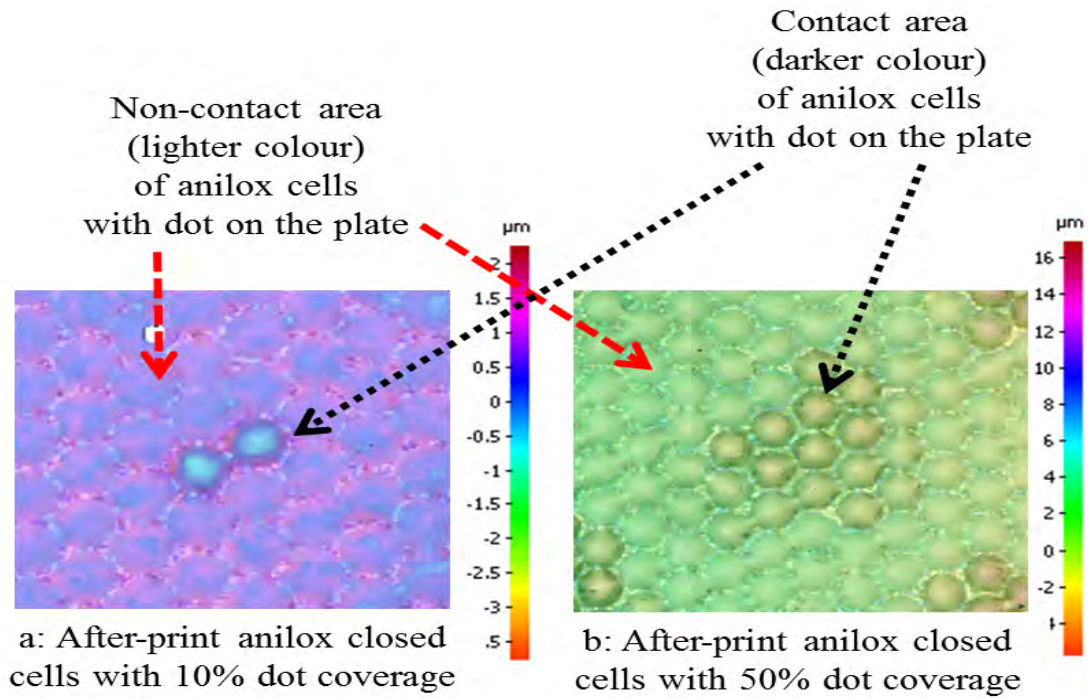 Contact area
(darker colour)
of anilox cells
with dot on the plate
Non-contact area
(lighter colour)
of anilox cells
with dot on the plate
µm
2
1.5
1
0.5
0
-0.5
-1
-1.5
-2
-2.5
-3
.5
µm
16
14
12
10
8
6
4
2
0
-2
a: After-print anilox closed
cells with 10% dot coverage
b: After-print anilox closed
cells with 50% dot coverage